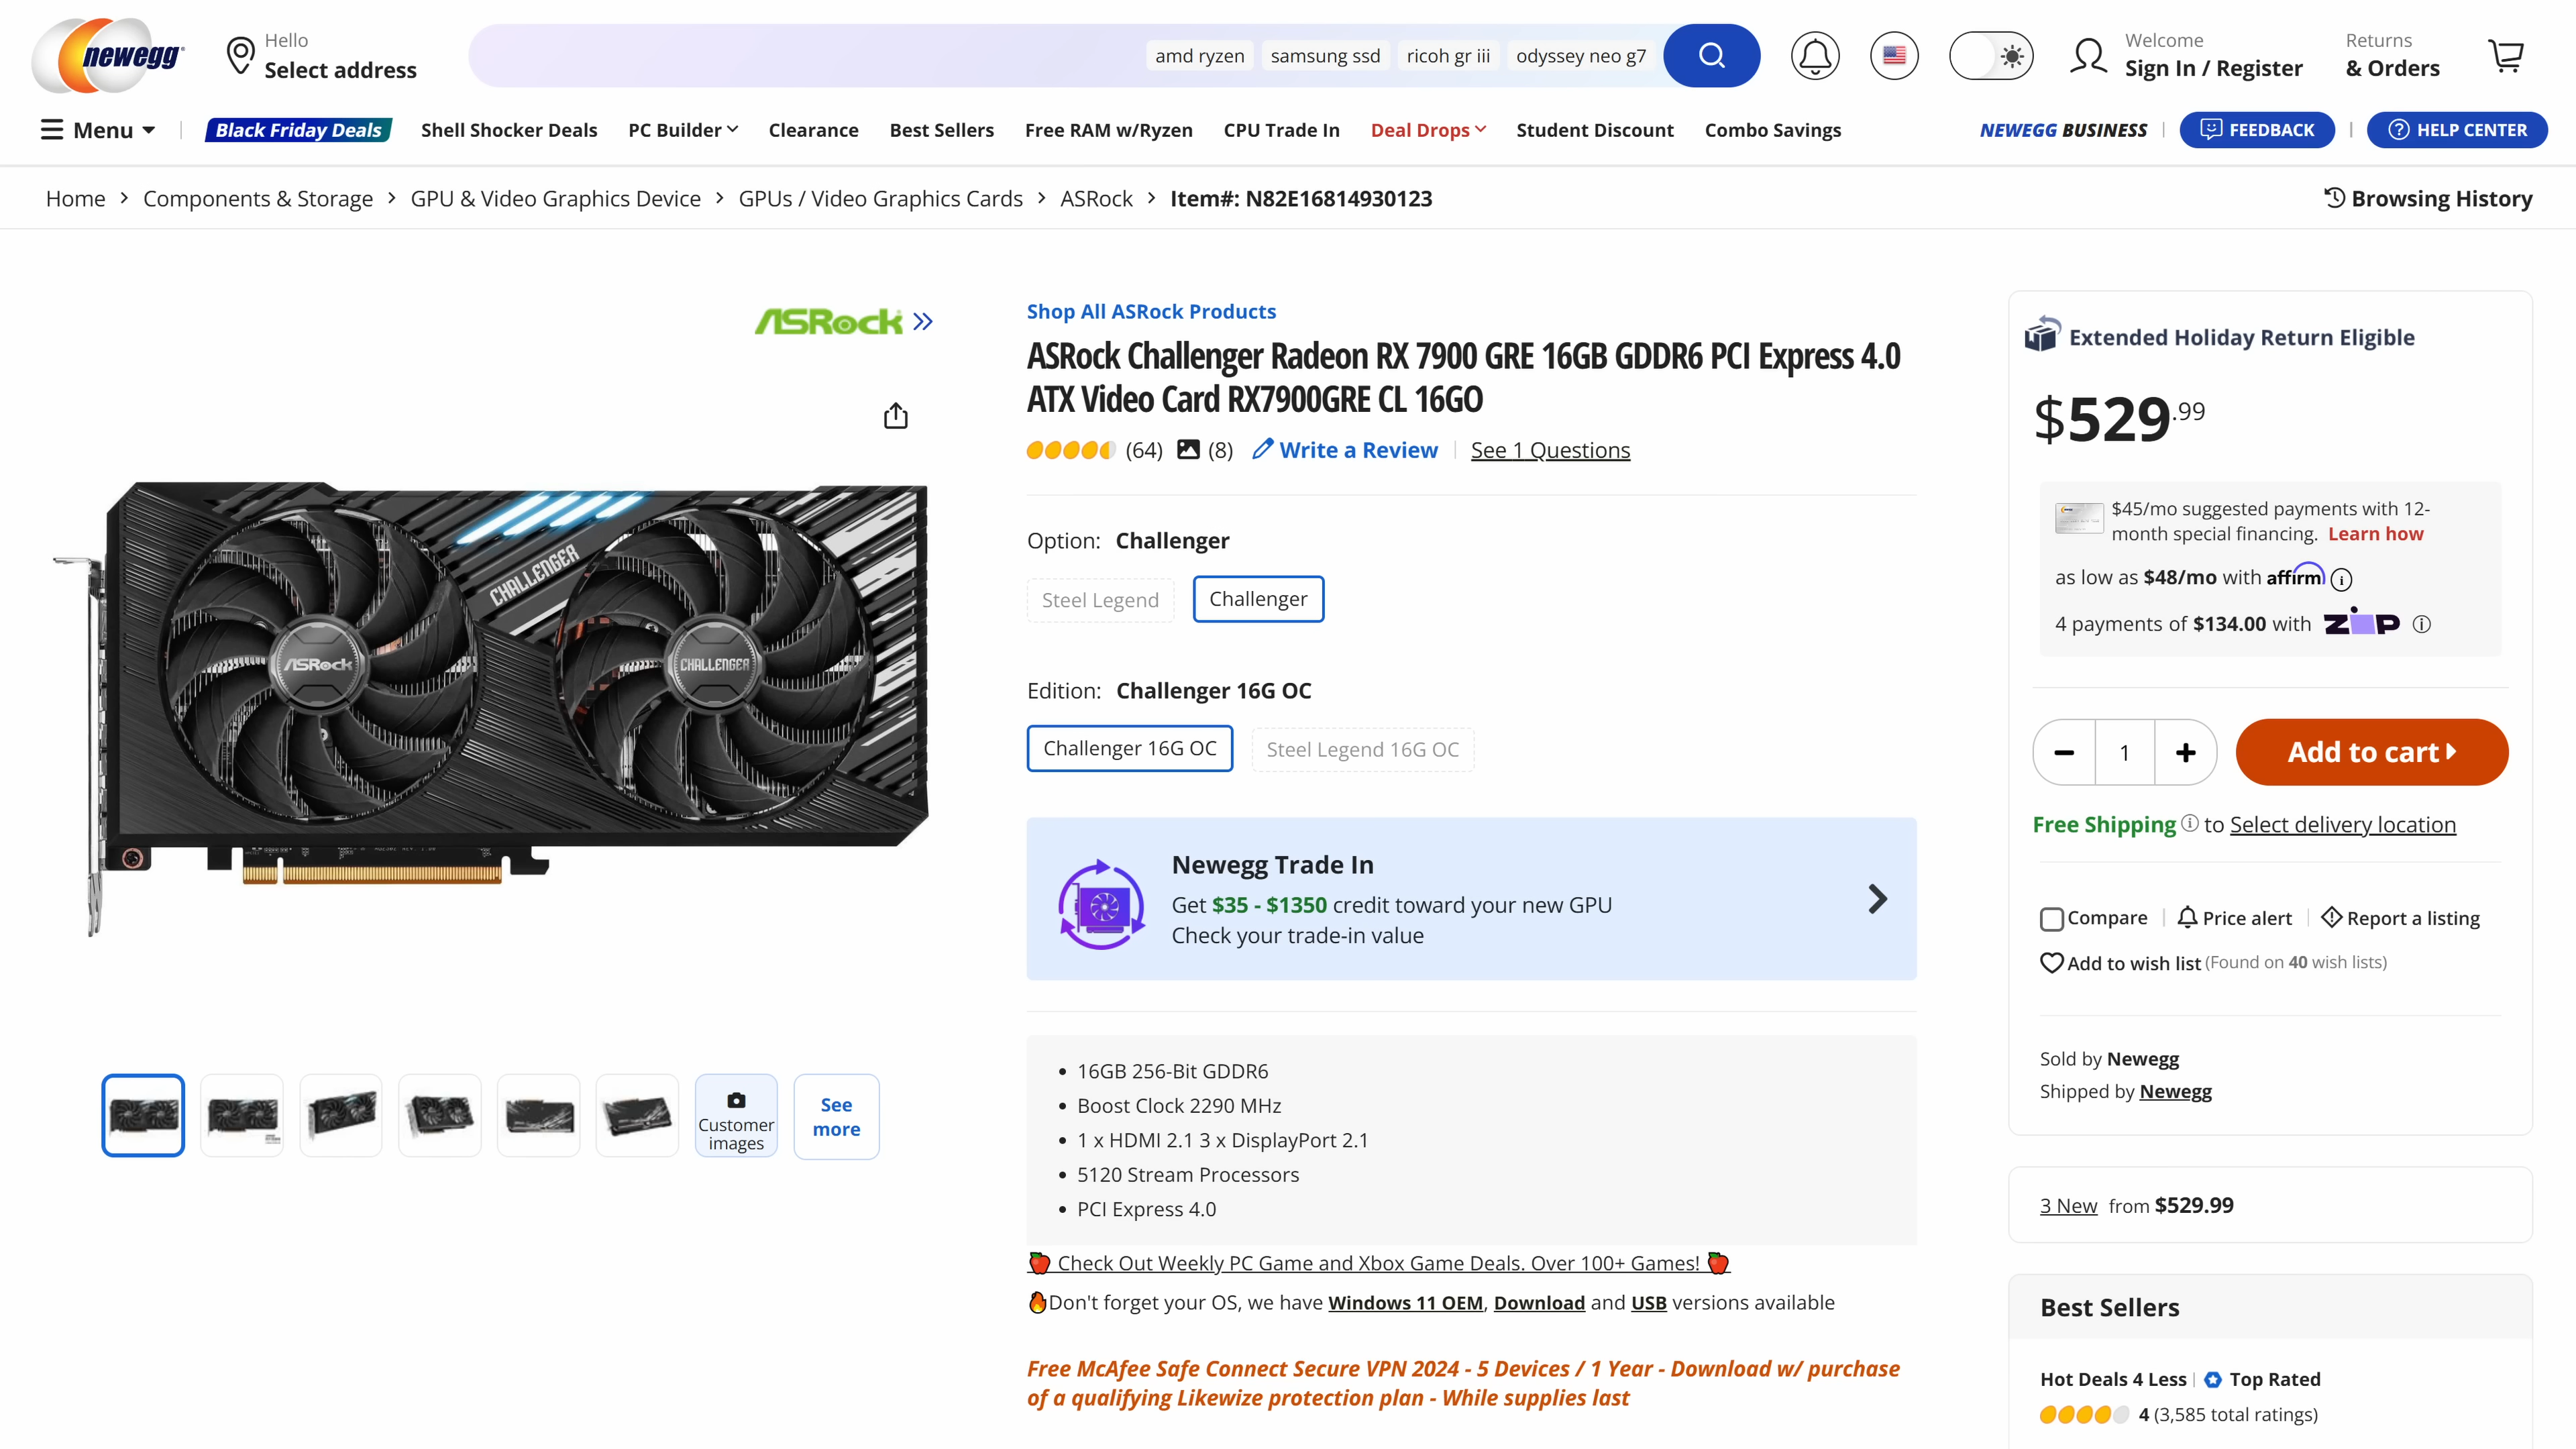 newegg
Hello
Select address
amd ryzen
samsung ssd
ricoh gr iii
odyssey neo g7
Welcome
Sign In / Register
Returns
& Orders
Menu
Black Friday Deals
Shell Shocker Deals
PC Builder
Clearance
Best Sellers
Free RAM w/Ryzen
CPU Trade In
Deal Drops
Student Discount
Combo Savings
NEWEGG BUSINESS
FEEDBACK
HELP CENTER
Home > Components & Storage > GPU & Video Graphics Device > GPUs / Video Graphics Cards > ASRock > Item#: N82E16814930123
Browsing History
ASRock
CHALLENGER
ASRock
CHALLENGER
Customer
images
See
more
Shop All ASRock Products
ASRock Challenger Radeon RX 7900 GRE 16GB GDDR6 PCI Express 4.0
ATX Video Card RX7900GRE CL 16GO
(64) (8) Write a Review | See 1 Questions
Option: Challenger
Steel Legend
Challenger
Edition: Challenger 16G OC
Challenger 16G OC
Steel Legend 16G OC
Newegg Trade In
Get $35 - $1350 credit toward your new GPU
Check your trade-in value
• 16GB 256-Bit GDDR6
• Boost Clock 2290 MHz
• 1 x HDMI 2.1 3 x DisplayPort 2.1
• 5120 Stream Processors
• PCI Express 4.0
🍎 Check Out Weekly PC Game and Xbox Game Deals. Over 100+ Games! 🍎
🔥Don't forget your OS, we have Windows 11 OEM, Download and USB versions available
Free McAfee Safe Connect Secure VPN 2024 - 5 Devices / 1 Year - Download w/ purchase
of a qualifying Likewize protection plan - While supplies last
Extended Holiday Return Eligible
$529.99
$45/mo suggested payments with 12-
month special financing. Learn how
as low as $48/mo with affirm
4 payments of $134.00 with ZIP
1
Add to cart
Free Shipping to Select delivery location
Compare | Price alert | Report a listing
Add to wish list (Found on 40 wish lists)
Sold by Newegg
Shipped by Newegg
3 New from $529.99
Best Sellers
Hot Deals 4 Less | Top Rated
4 (3,585 total ratings)